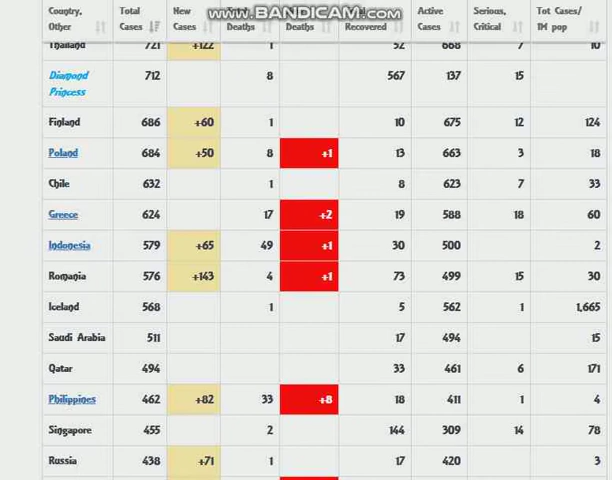 www.BANDICAM.com
Country, Other Total Cases New Cases Deaths Deaths Recovered Active Cases Serious, Critical Tot Cases/ 1M pop
Thailand 721 +122 1 52 668 7 10
Diamond Princess 712 8 567 137 15
Finland 686 +60 1 10 675 12 124
Poland 684 +50 8 +1 13 663 3 18
Chile 632 1 8 623 7 33
Greece 624 17 +2 19 588 18 60
Indonesia 579 +65 49 +1 30 500 2
Romania 576 +143 4 +1 73 499 15 30
Iceland 568 1 5 562 1 1,665
Saudi Arabia 511 17 494 15
Qatar 494 33 461 6 171
Philippines 462 +82 33 +8 18 411 1 4
Singapore 455 2 144 309 14 78
Russia 438 +71 1 17 420 3